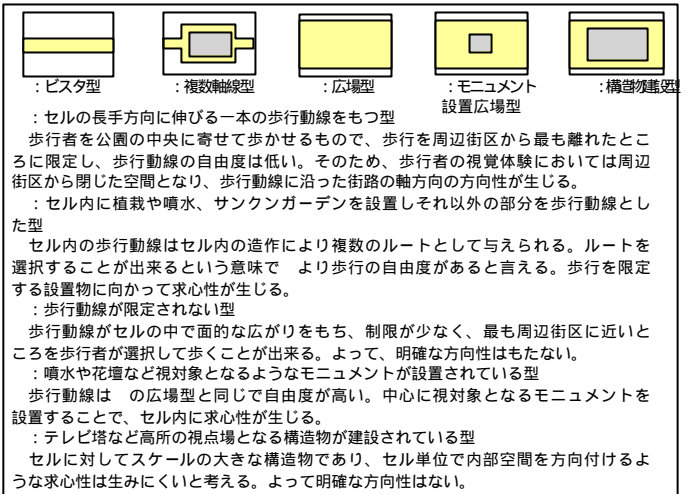 ：ビスタ型　：複数軸線型　：広場型　：モニュメント　：構造物建設型
設置広場型
：セルの長手方向に伸びる一本の歩行動線をもつ型
歩行者を公園の中央に寄せて歩かせるもので、歩行を周辺街区から最も離れたとこ
ろに限定し、歩行動線の自由度は低い。そのため、歩行者の視覚体験においては周辺
街区から閉じた空間となり、歩行動線に沿った街路の軸方向の方向性が生じる。
：セル内に植栽や噴水、サンクンガーデンを設置しそれ以外の部分を歩行動線とし
た型
セル内の歩行動線はセル内の造作により複数のルートとして与えられる。ルートを
選択することが出来るという意味で　より歩行の自由度があると言える。歩行を限定
する設置物に向かって求心性が生じる。
：歩行動線が限定されない型
歩行動線がセルの中で面的な広がりをもち、制限が少なく、最も周辺街区に近いと
ころを歩行者が選択して歩くことが出来る。よって、明確な方向性はもたない。
：噴水や花壇など視対象となるようなモニュメントが設置されている型
歩行動線は　の広場型と同じで自由度が高い。中心に視対象となるモニュメントを
設置することで、セル内に求心性が生じる。
：テレビ塔など高所の視点場となる構造物が建設されている型
セルに対してスケールの大きな構造物であり、セル単位で内部空間を方向付けるよ
うな求心性は生みにくいと考える。よって明確な方向性はない。